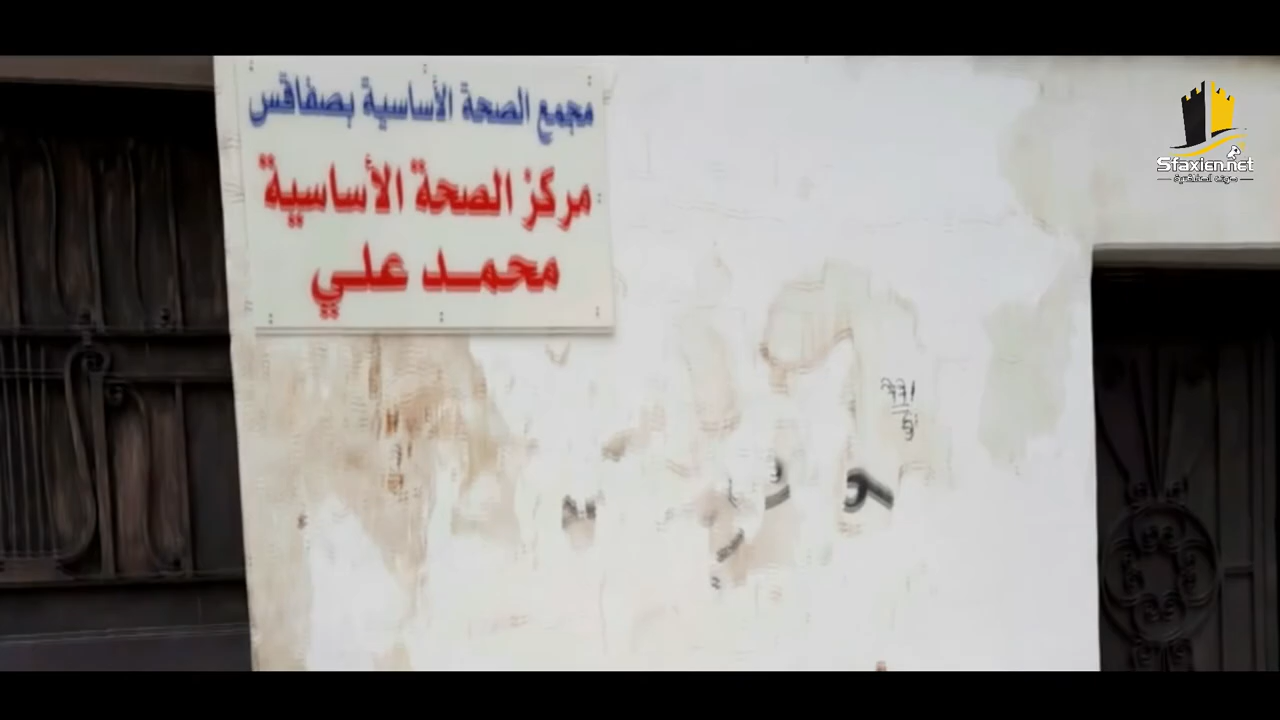 مجمع الصحة الأساسية بصفاقس
مركز الصحة الأساسية
محمد علي
Sfaxien.net